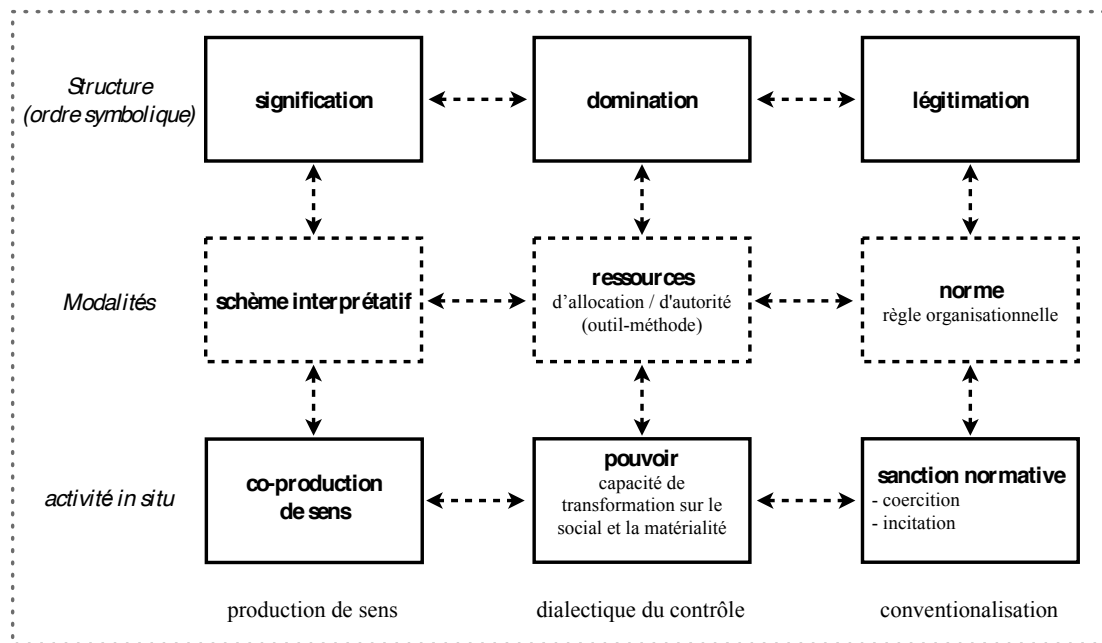 Structure
(ordre symbolique)
signification
domination
légitimation
Modalités
schème interprétatif
ressources
d'allocation / d'autorité
(outil-méthode)
norme
règle organisationnelle
activité in situ
co-production
de sens
pouvoir
capacité de
transformation sur le
social et la matérialité
sanction normative
- coercition
- incitation
production de sens
dialectique du contrôle
conventionalisation